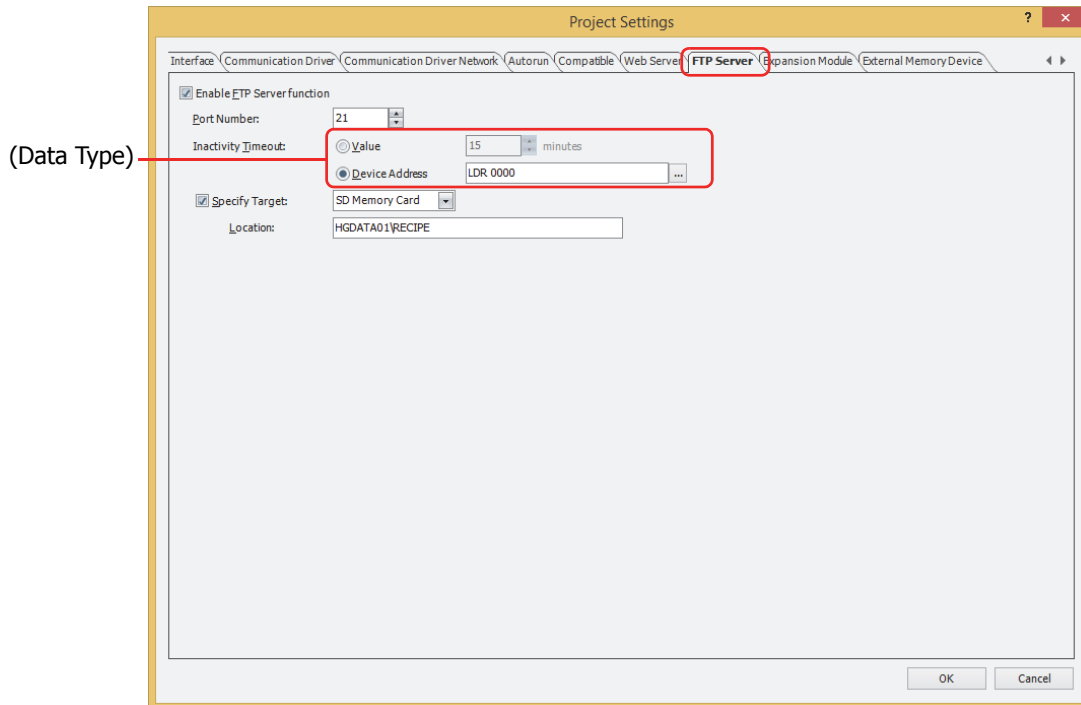 Project Settings
?
×
Interface Communication Driver Communication Driver Network Autorun Compatible Web Server FTP Server Expansion Module External Memory Device
Enable FTP Server function
Port Number: 21
(Data Type)
Inactivity Timeout: Value 15 minutes
Device Address LDR 0000 ...
Specify Target: SD Memory Card
Location: HGDATA01\RECIPE
OK Cancel